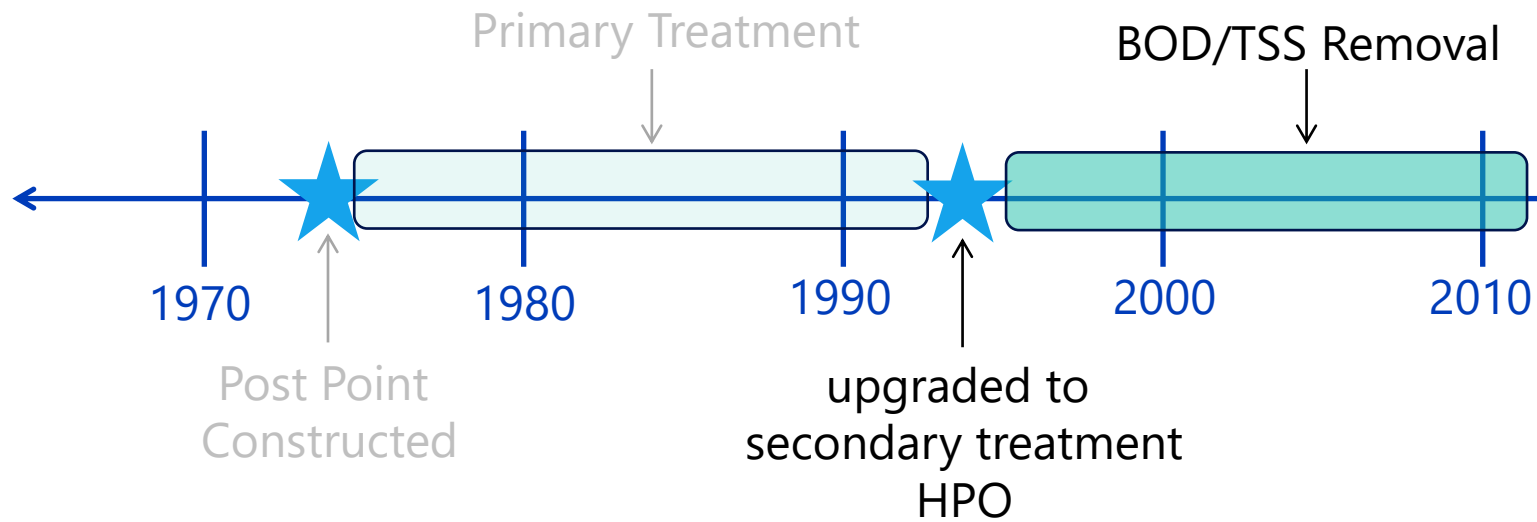 Primary Treatment
BOD/TSS Removal
1970
1980
1990
2000
2010
Post Point
Constructed
upgraded to
secondary treatment
HPO